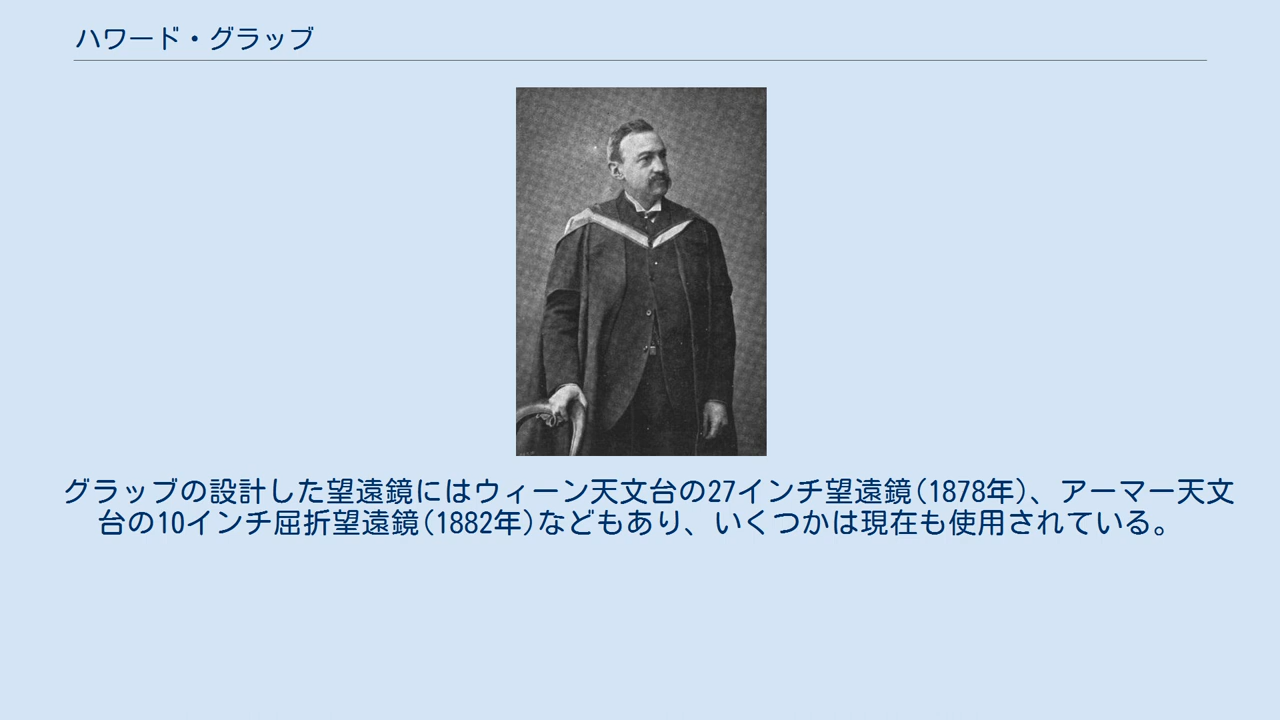 ハワード・グラッブ
グラッブの設計した望遠鏡にはウィーン天文台の27インチ望遠鏡(1878年)、アーマー天文
台の10インチ屈折望遠鏡(1882年)などもあり、いくつかは現在も使用されている。